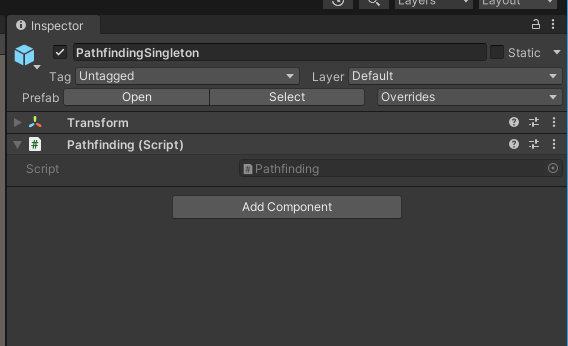 Layers Layout
Inspector
PathfindingSingleton Static
Tag Untagged Layer Default
Prefab Open Select Overrides
Transform
# Pathfinding (Script)
Script # Pathfinding
Add Component